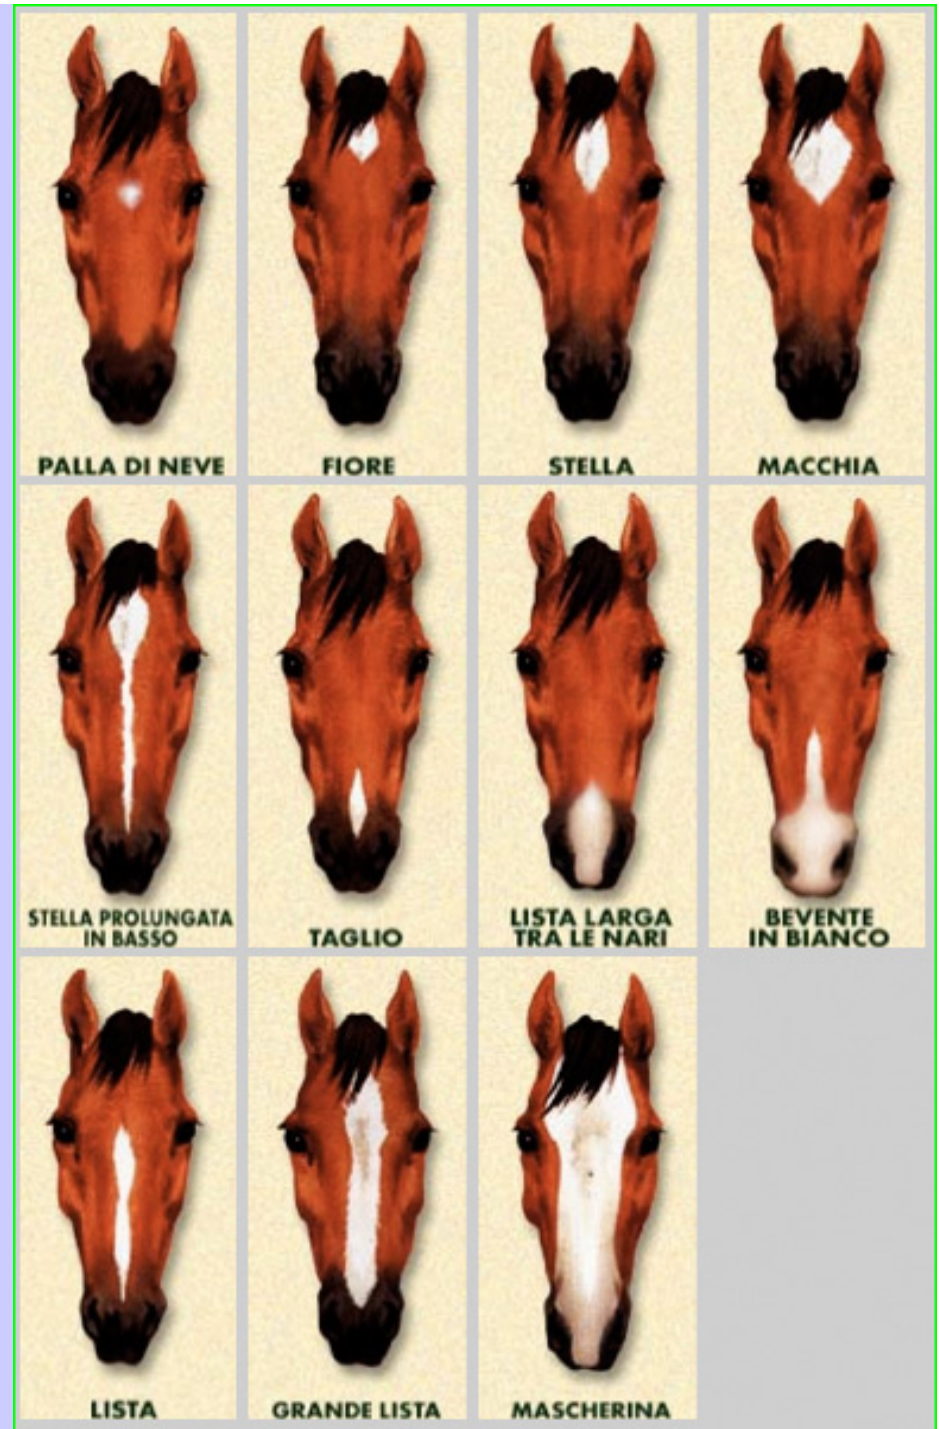 PALLA DI NEVE
FIORE
STELLA
MACCHIA
STELLA PROLUNGATA
IN BASSO
TAGLIO
LISTA LARGA
TRA LE NARI
BEVENTE
IN BIANCO
LISTA
GRANDE LISTA
MASCHERINA